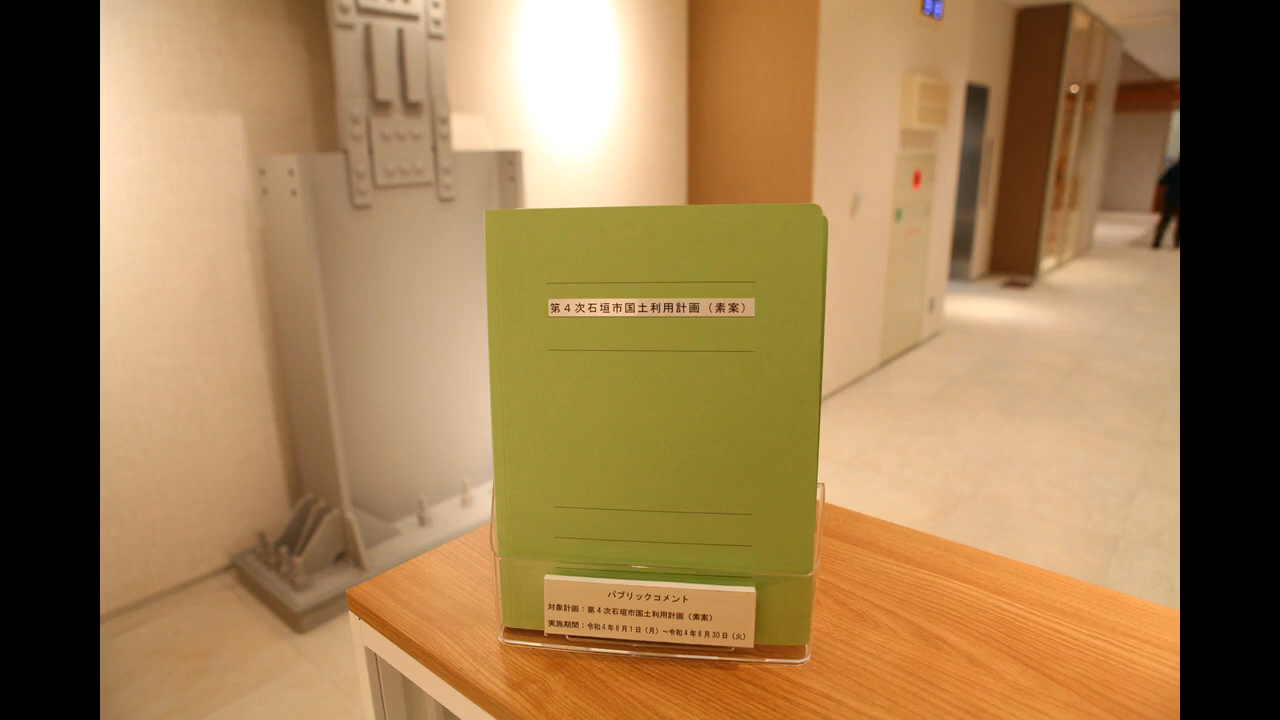 第４次石垣市国土利用計画（素案）
パブリックコメント
対象計画：第４次石垣市国土利用計画（素案）
実施期間：令和４年８月１日（月）～令和４年８月３０日（火）